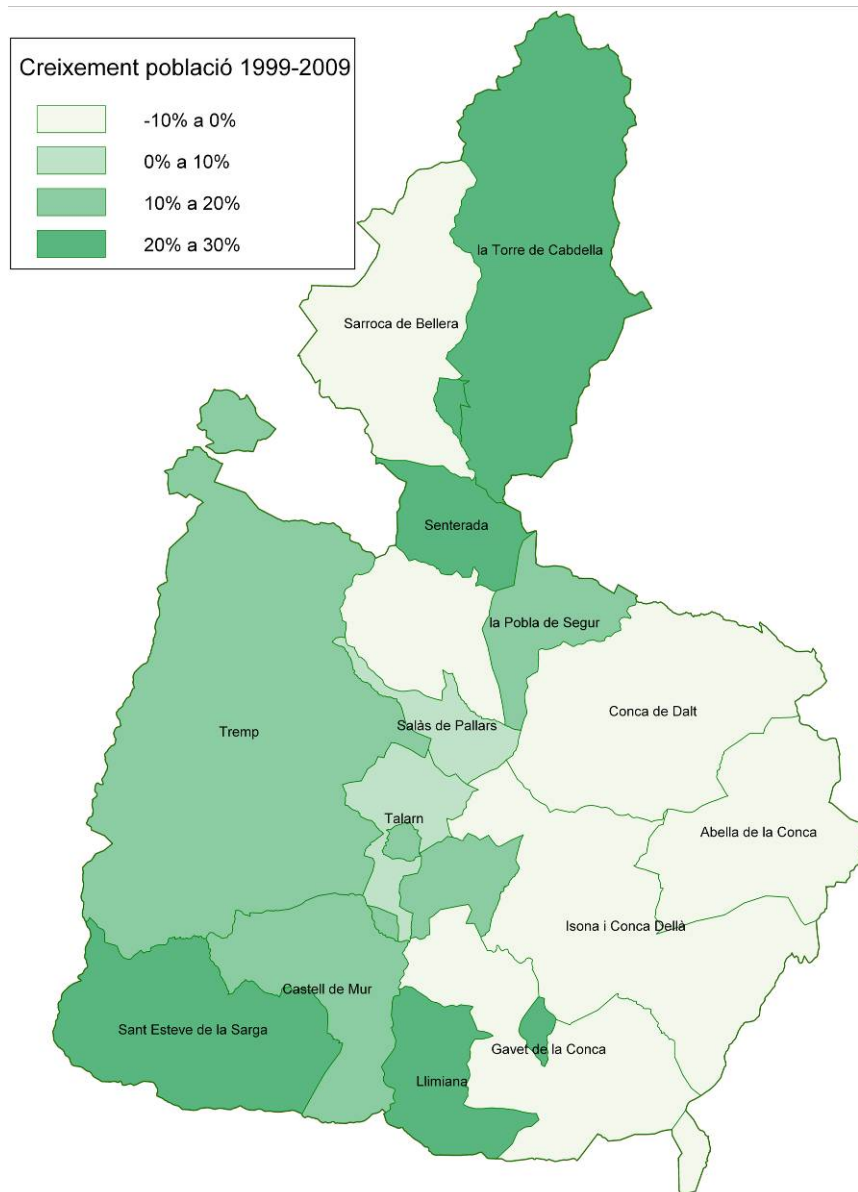 Creixement població 1999-2009
-10% a 0%
0% a 10%
10% a 20%
20% a 30%
la Torre de Cabdella
Sarroca de Bellera
Senterada
la Pobla de Segur
Conca de Dalt
Salàs de Pallars
Tremp
Talarn
Abella de la Conca
Isona i Conca Dellà
Castell de Mur
Sant Esteve de la Sarga
Gavet de la Conca
Llimiana